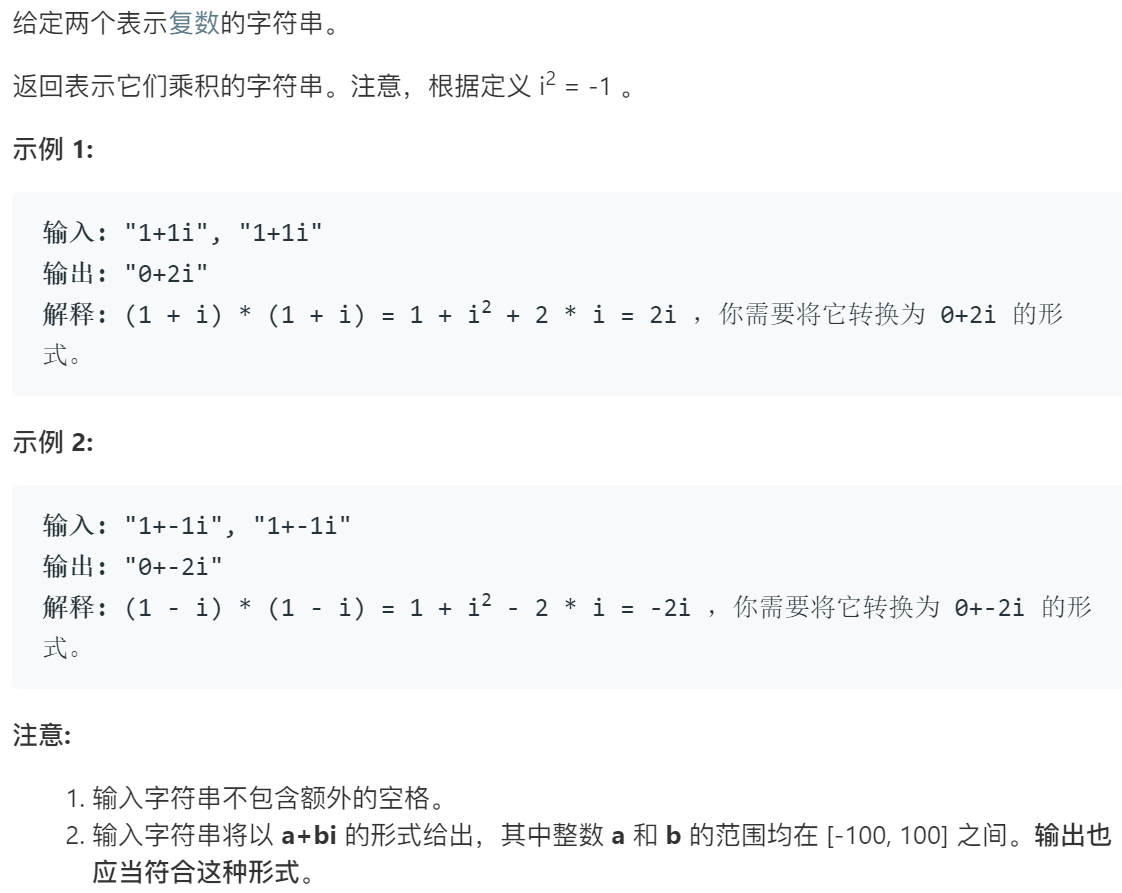 给定两个表示复数的字符串。
返回表示它们乘积的字符串。注意，根据定义 i² = -1 。
示例 1:
输入: "1+1i", "1+1i"
输出: "0+2i"
解释: (1 + i) * (1 + i) = 1 + i² + 2 * i = 2i ，你需要将它转换为 0+2i 的形
式。
示例 2:
输入: "1+-1i", "1+-1i"
输出: "0+-2i"
解释: (1 - i) * (1 - i) = 1 + i² - 2 * i = -2i ，你需要将它转换为 0+-2i 的形
式。
注意:
1. 输入字符串不包含额外的空格。
2. 输入字符串将以 a+bi 的形式给出，其中整数 a 和 b 的范围均在 [-100, 100] 之间。输出也
应当符合这种形式。